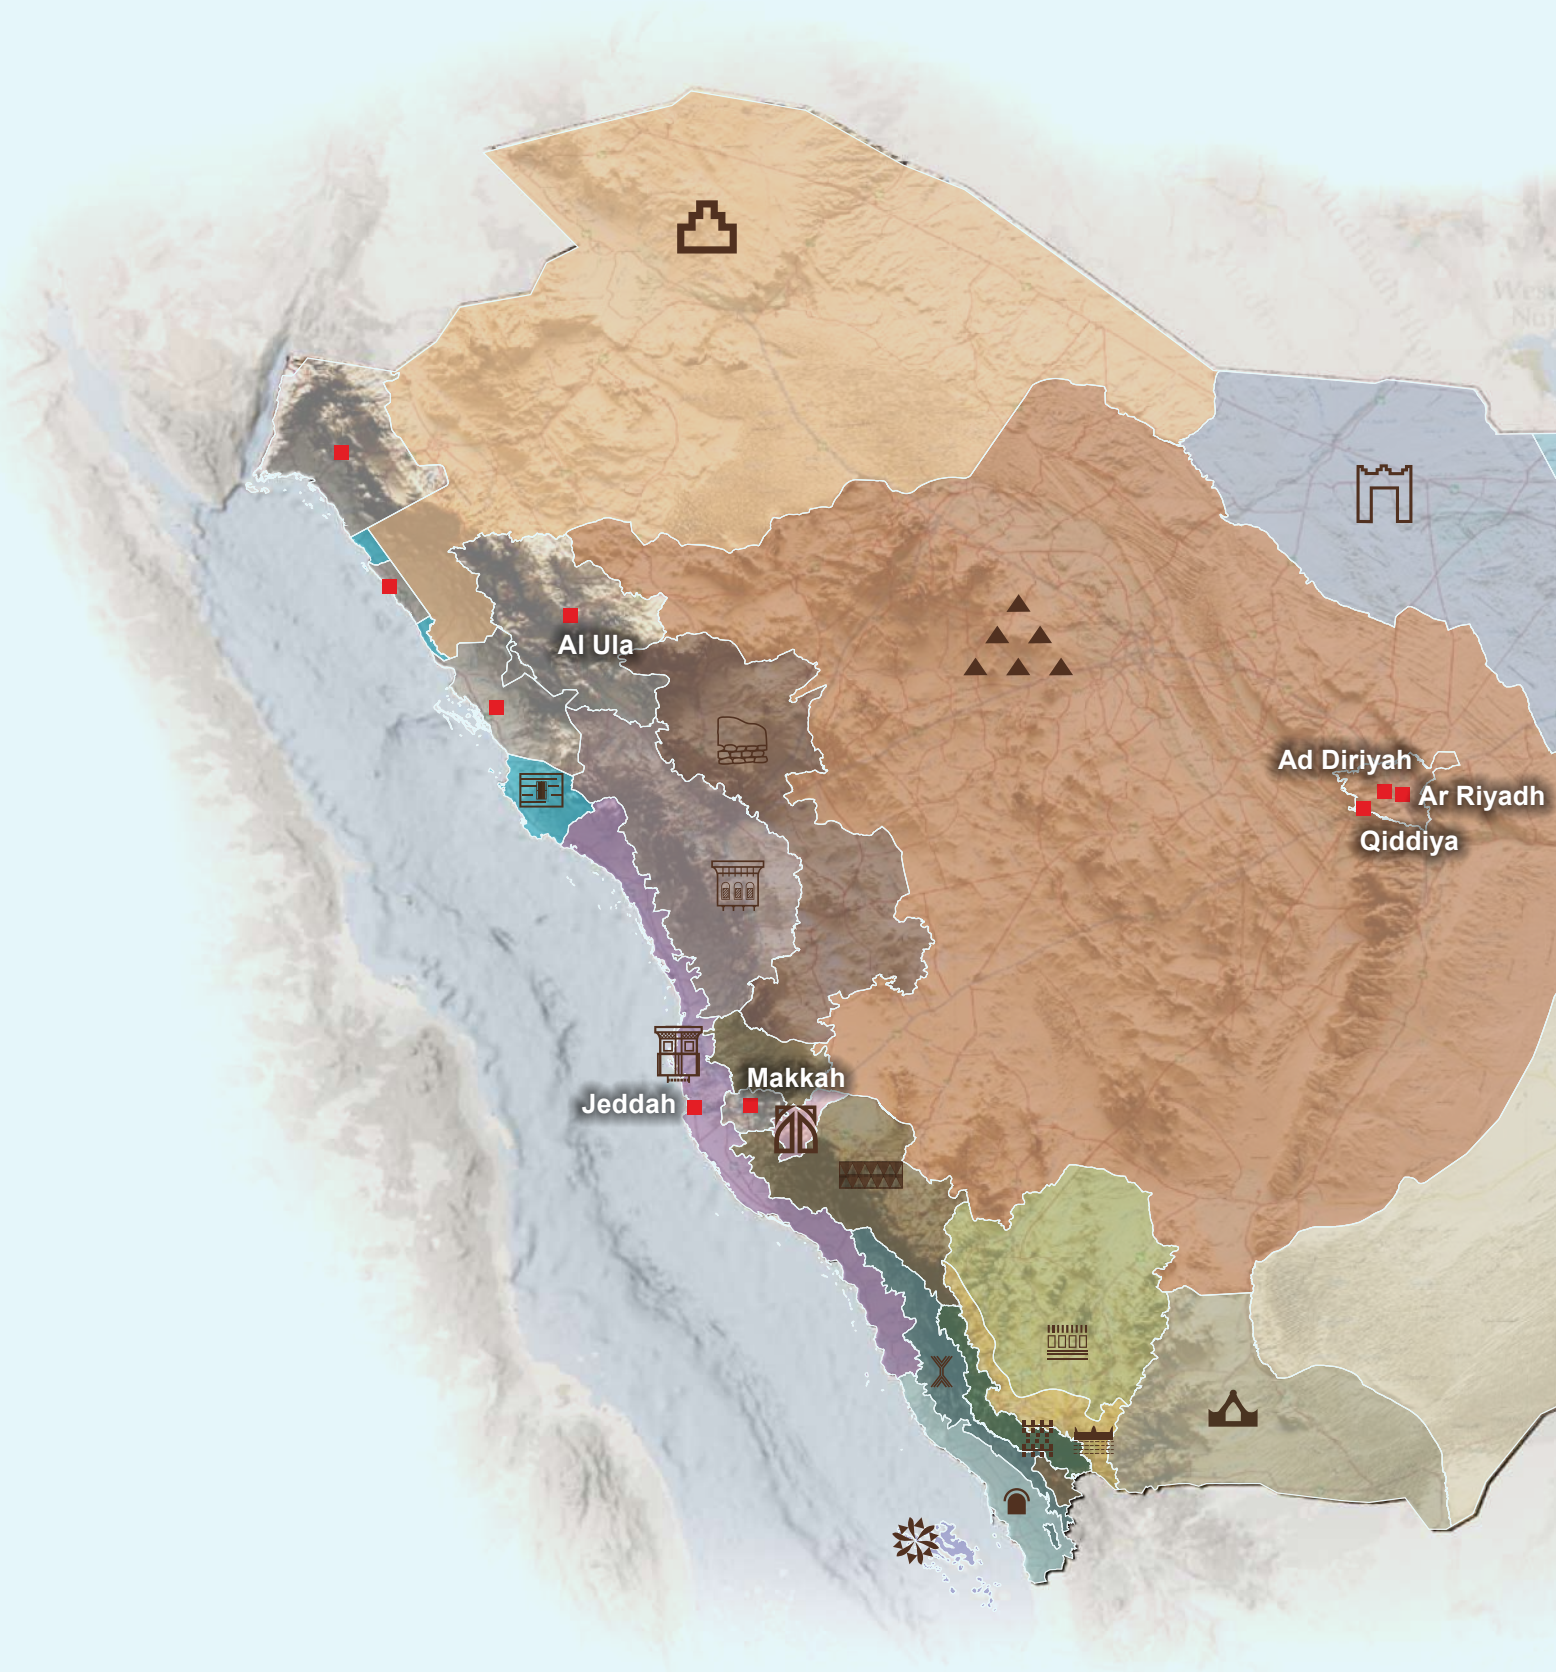 Al Ula
Ad Diriyah
Ar Riyadh
Qiddiya
Makkah
Jeddah